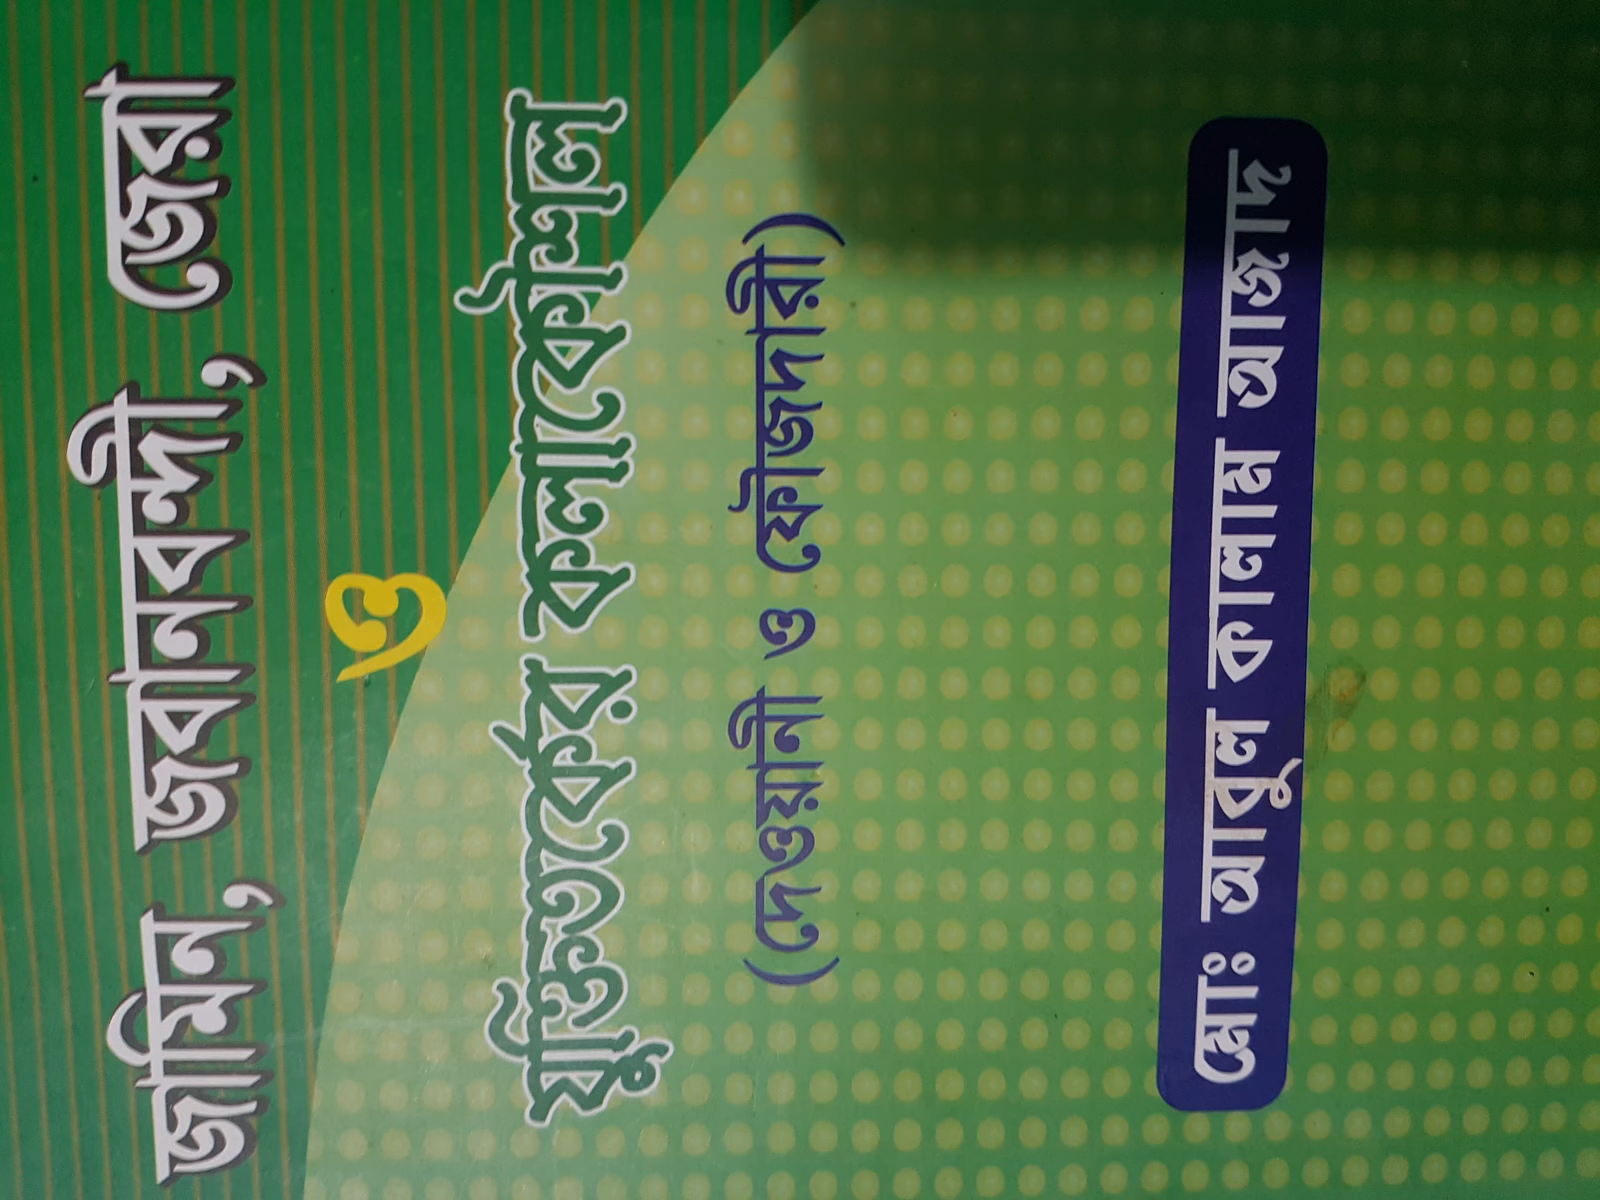 জামিন, জবানবন্দী, জেরা
ও
যুক্তিতর্কের কলাকৌশল
(দেওয়ানী ও ফৌজদারী)
মোঃ আবুল কালাম আজাদ